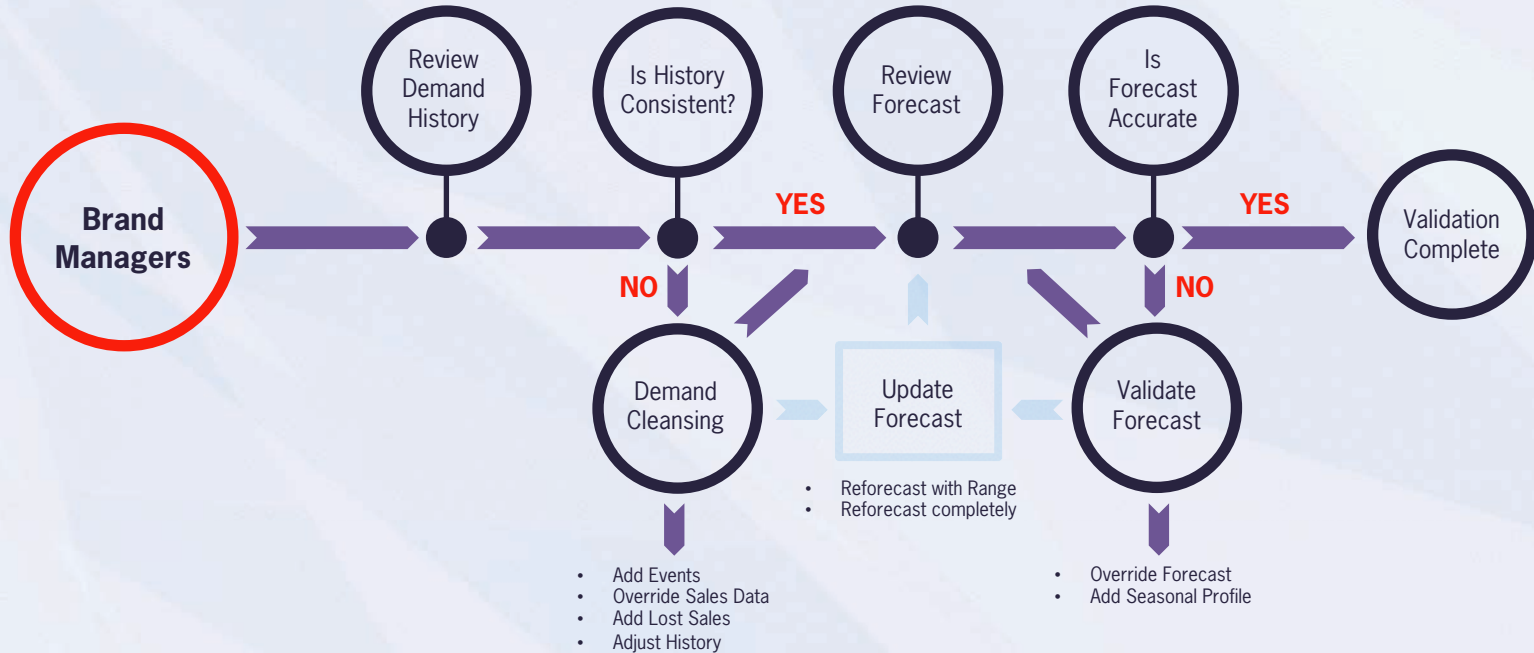 Review
Demand
History
Is History
Consistent?
Review
Forecast
Is
Forecast
Accurate
Brand
Managers
YES
YES
Validation
Complete
NO
NO
Demand
Cleansing
Update
Forecast
Validate
Forecast
• Reforecast with Range
• Reforecast completely
• Add Events
• Override Sales Data
• Add Lost Sales
• Adjust History
• Override Forecast
• Add Seasonal Profile